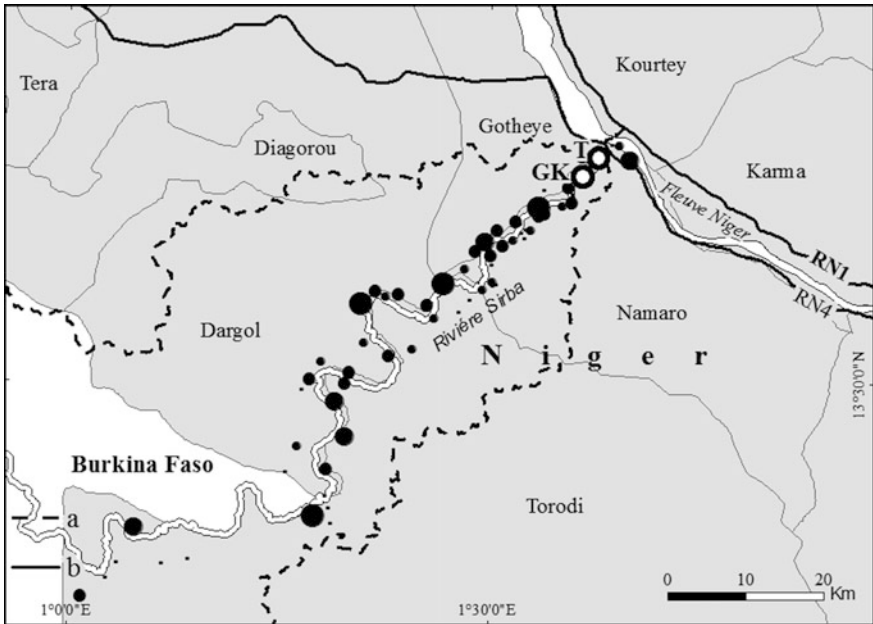 Kourtey
Tera
Gotheye
Diagorou
T
GK
Karma
Fleuve Niger
RN1
RN4
Rivière Sirba
Namaro
Dargol
Niger
13°30'0"N
Burkina Faso
Torodi
a
b
0 10 20
Km
1°0'0"E
1°30'0"E